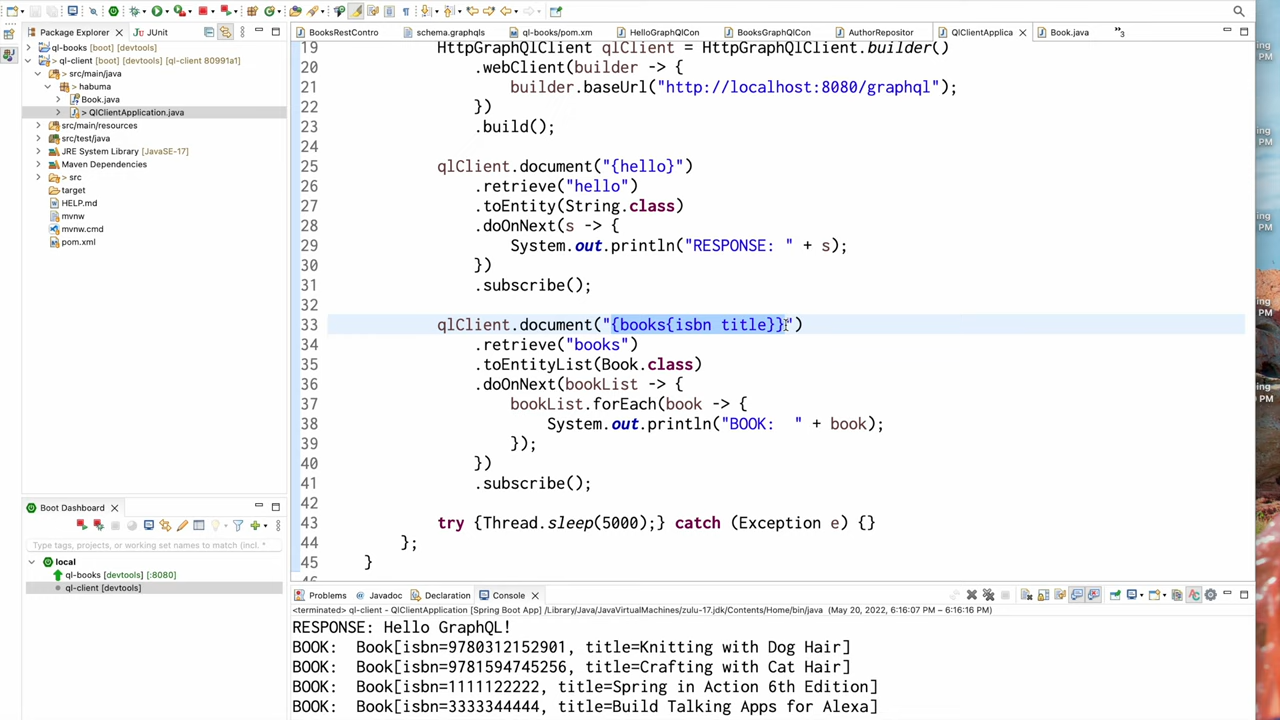 Package Explorer
JUnit
ql-books [boot] [devtools]
ql-client [boot] [devtools] [ql-client 80991a1]
src/main/java
habuma
Book.java
> QlClientApplication.java
src/main/resources
src/test/java
JRE System Library [JavaSE-17]
Maven Dependencies
> src
target
HELP.md
mvnw
mvnw.cmd
pom.xml
Boot Dashboard
Type tags, projects, or working set names to match (incl. *
local
ql-books [devtools] [:8080]
ql-client [devtools]
BooksRestContro
schema.graphqls
ql-books/pom.xm
HelloGraphQlCon
BooksGraphQlCon
AuthorRepositor
QlClientApplica
Book.java
»3
19 HttpGraphQlClient qlClient = HttpGraphQlClient.builder()
20 .webClient(builder -> {
21 builder.baseUrl("http://localhost:8080/graphql");
22 })
23 .build();
24
25 qlClient.document("{hello}")
26 .retrieve("hello")
27 .toEntity(String.class)
28 .doOnNext(s -> {
29 System.out.println("RESPONSE: " + s);
30 })
31 .subscribe();
32
33 qlClient.document("{books{isbn title}}")
34 .retrieve("books")
35 .toEntityList(Book.class)
36 .doOnNext(bookList -> {
37 bookList.forEach(book -> {
38 System.out.println("BOOK:  " + book);
39 });
40 })
41 .subscribe();
42
43 try {Thread.sleep(5000);} catch (Exception e) {}
44 };
45 }
Problems
Javadoc
Declaration
Console
<terminated> ql-client - QlClientApplication [Spring Boot App] /Library/Java/JavaVirtualMachines/zulu-17.jdk/Contents/Home/bin/java (May 20, 2022, 6:16:07 PM – 6:16:16 PM)
RESPONSE: Hello GraphQL!
BOOK:  Book[isbn=9780312152901, title=Knitting with Dog Hair]
BOOK:  Book[isbn=9781594745256, title=Crafting with Cat Hair]
BOOK:  Book[isbn=1111122222, title=Spring in Action 6th Edition]
BOOK:  Book[isbn=3333344444, title=Build Talking Apps for Alexa]